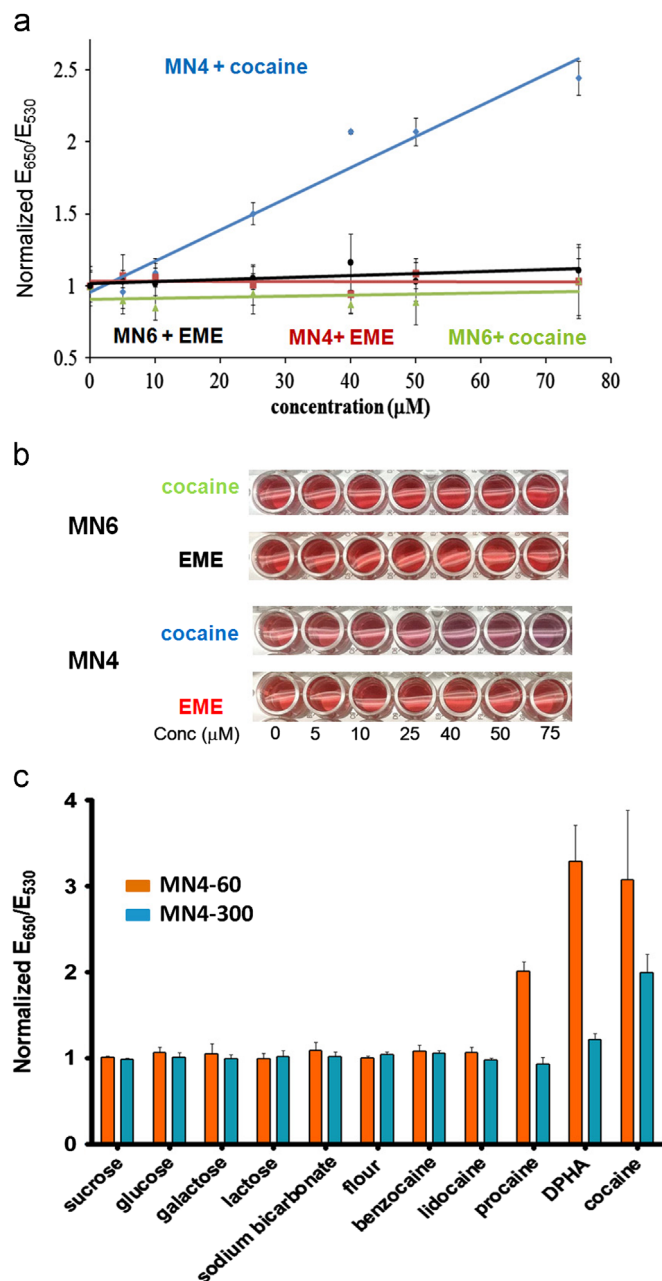 a
MN4 + cocaine
Normalized E650/E530
2.5
2
1.5
1
0.5
MN6 + EME MN4+ EME MN6+ cocaine
0 10 20 30 40 50 60 70 80
concentration (μM)
b
cocaine
MN6
EME
cocaine
MN4
EME
Conc (μM) 0 5 10 25 40 50 75
c
Normalized E650/E530
4
3
2
1
0
MN4-60
MN4-300
sucrose
glucose
galactose
lactose
sodium bicarbonate
flour
benzocaine
lidocaine
procaine
DPHA
cocaine